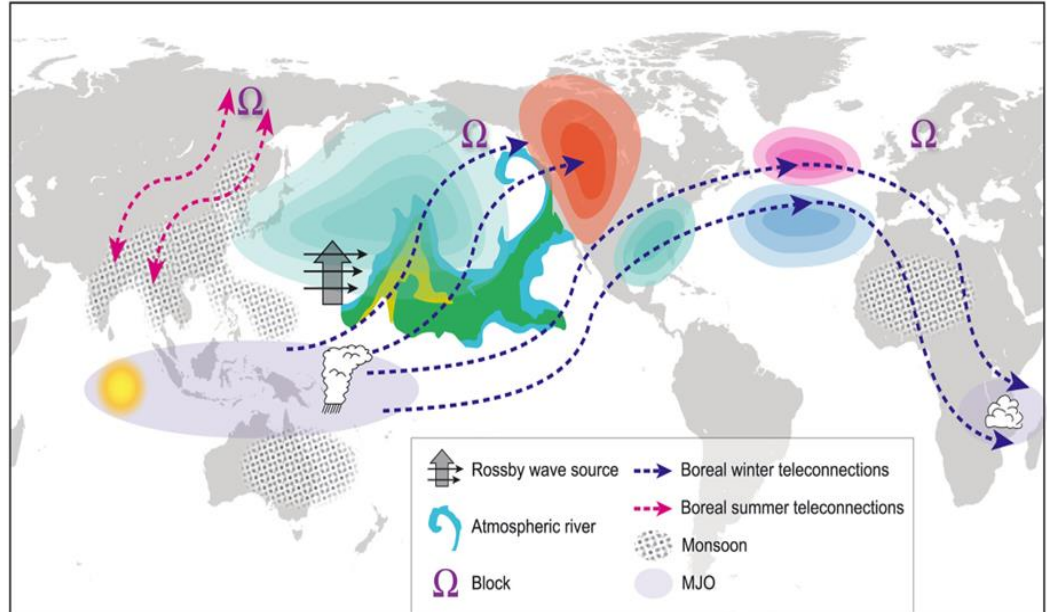 Ω
Ω
Ω
Rossby wave source
Boreal winter teleconnections
Boreal summer teleconnections
Atmospheric river
Monsoon
Ω Block
MJO